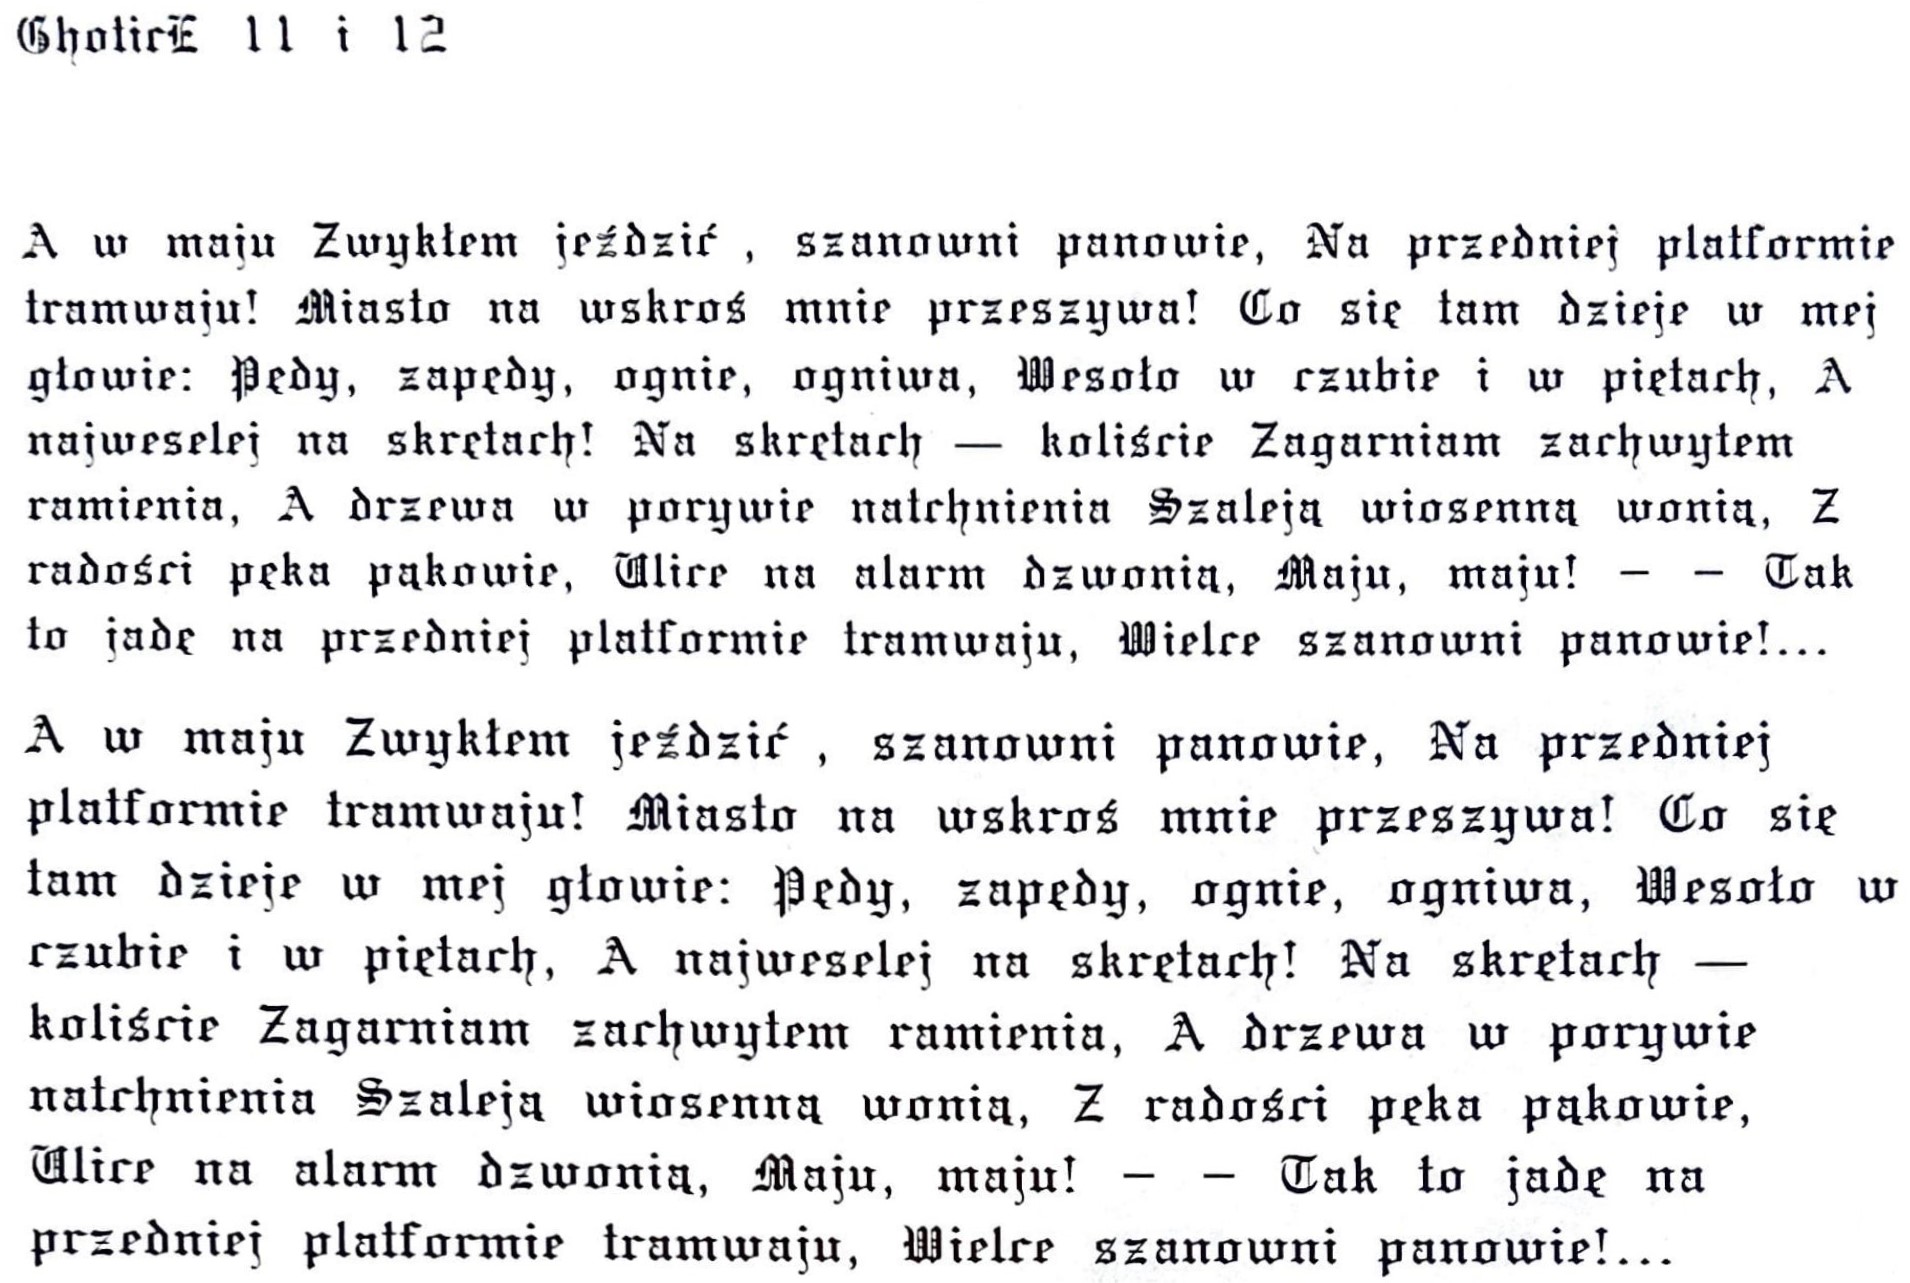 GhoticE 11 i 12
A w maju Zwykłem jeździć , szanowni panowie, Na przedniej platformie
tramwaju! Miasto na wskroś mnie przeszywa! Co się tam dzieje w mej
głowie: Pędy, zapędy, ognie, ogniwa, Wesoło w czubie i w piętach, A
najweselej na skrętach! Na skrętach — koliście Zagarniam zachwytem
ramienia, A drzewa w porywie natchnienia Szaleją wiosenną wonią, Z
radości pęka pąkowie, Ulice na alarm dzwonią, Maju, maju! – – Tak
to jadę na przedniej platformie tramwaju, Wielce szanowni panowie!...
A w maju Zwykłem jeździć , szanowni panowie, Na przedniej
platformie tramwaju! Miasto na wskroś mnie przeszywa! Co się
tam dzieje w mej głowie: Pędy, zapędy, ognie, ogniwa, Wesoło w
czubie i w piętach, A najweselej na skrętach! Na skrętach —
koliście Zagarniam zachwytem ramienia, A drzewa w porywie
natchnienia Szaleją wiosenną wonią, Z radości pęka pąkowie,
Ulice na alarm dzwonią, Maju, maju! – – Tak to jadę na
przedniej platformie tramwaju, Wielce szanowni panowie!...